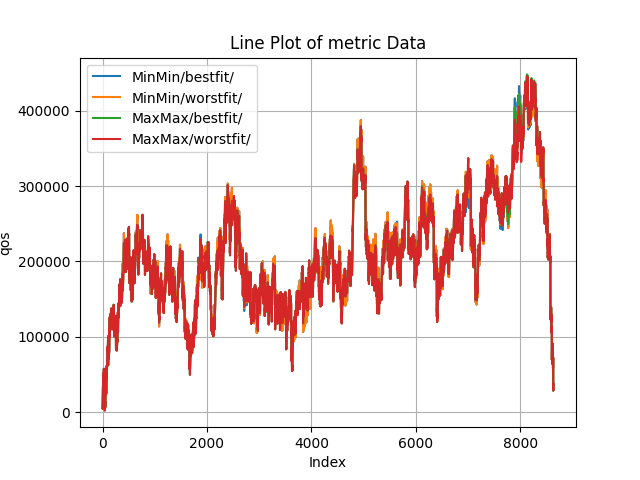 Line Plot of metric Data
MinMin/bestfit/
MinMin/worstfit/
MaxMax/bestfit/
MaxMax/worstfit/
400000
300000
200000
100000
0
qos
0 2000 4000 6000 8000
Index